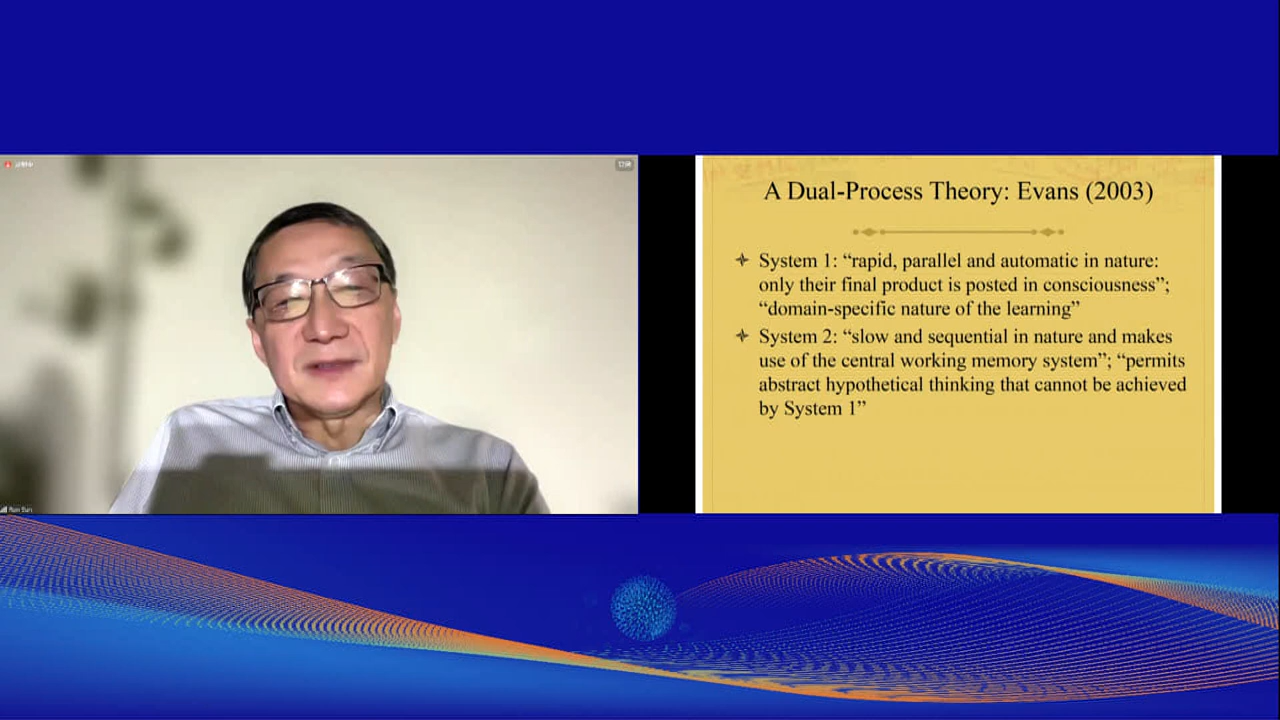 A Dual-Process Theory: Evans (2003)
System 1: “rapid, parallel and automatic in nature:
only their final product is posted in consciousness”;
“domain-specific nature of the learning”
System 2: “slow and sequential in nature and makes
use of the central working memory system”; “permits
abstract hypothetical thinking that cannot be achieved
by System 1”
Ron Sun